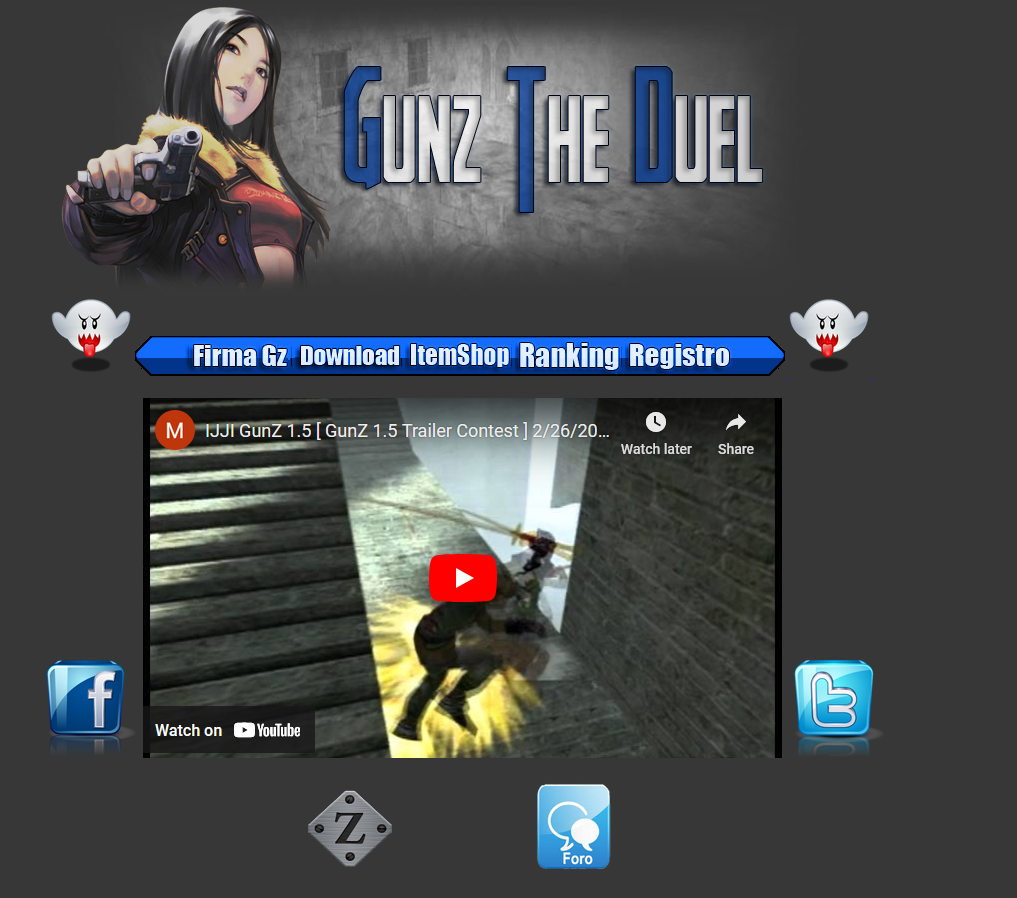 GUNZ THE DUEL
Firma Gz Download ItemShop Ranking Registro
M IJJI GunZ 1.5 [ GunZ 1.5 Trailer Contest ] 2/26/20...
Watch later Share
f
t
Watch on YouTube
Z
Foro